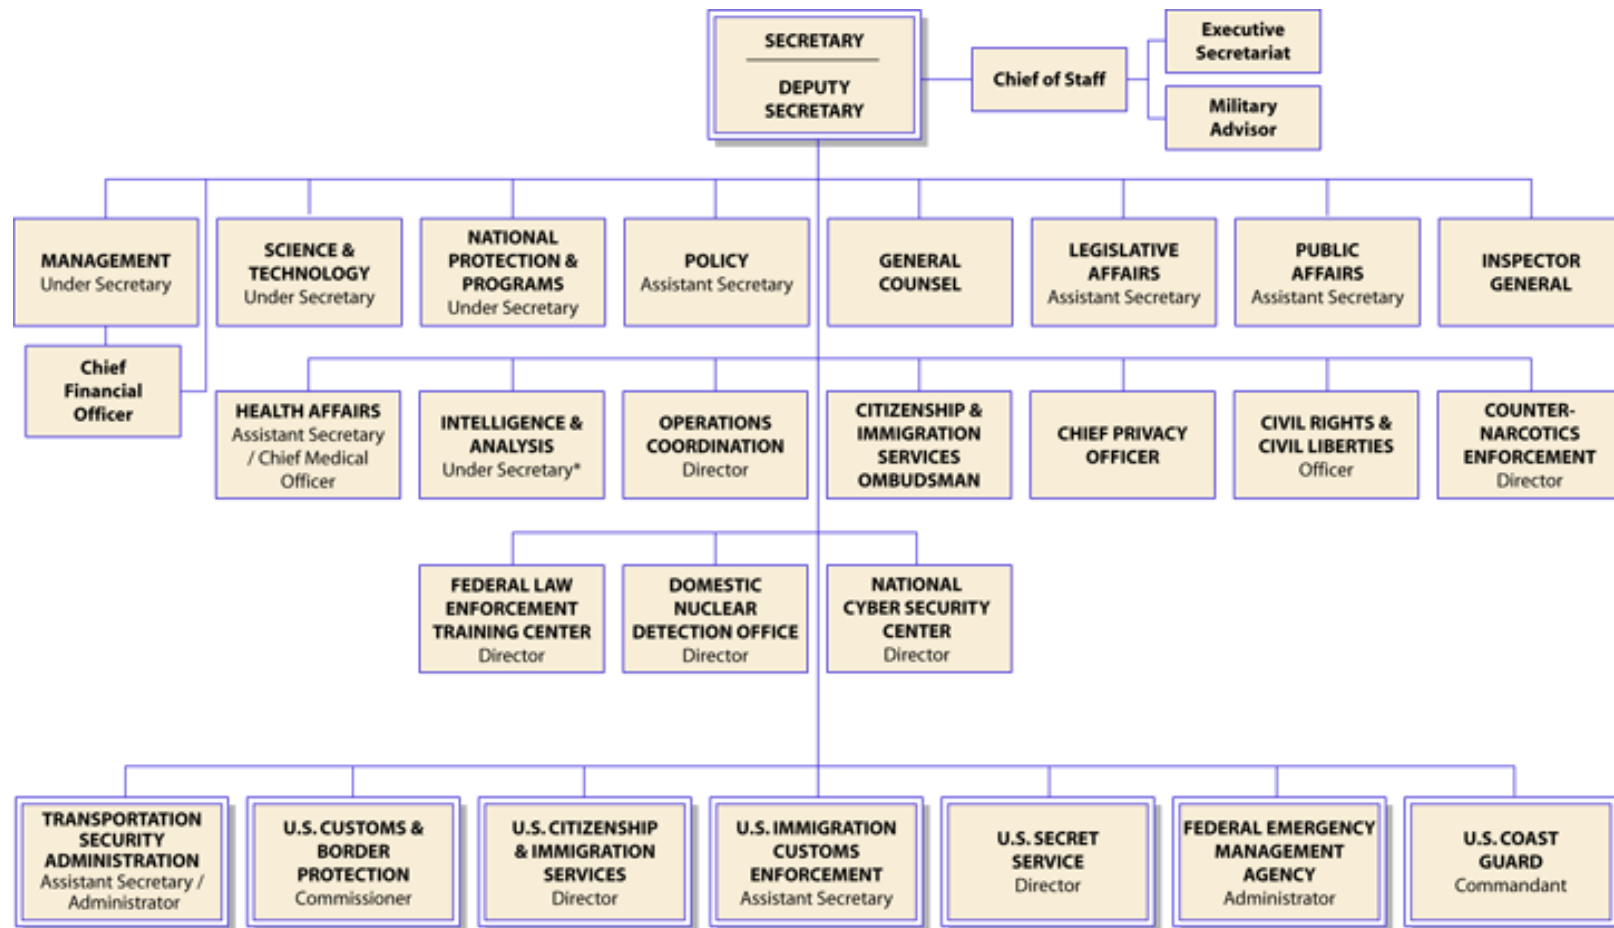 SECRETARY
DEPUTY
SECRETARY
Chief of Staff
Executive
Secretariat
Military
Advisor
MANAGEMENT
Under Secretary
SCIENCE &
TECHNOLOGY
Under Secretary
NATIONAL
PROTECTION &
PROGRAMS
Under Secretary
POLICY
Assistant Secretary
GENERAL
COUNSEL
LEGISLATIVE
AFFAIRS
Assistant Secretary
PUBLIC
AFFAIRS
Assistant Secretary
INSPECTOR
GENERAL
Chief
Financial
Officer
HEALTH AFFAIRS
Assistant Secretary
/ Chief Medical
Officer
INTELLIGENCE &
ANALYSIS
Under Secretary*
OPERATIONS
COORDINATION
Director
CITIZENSHIP &
IMMIGRATION
SERVICES
OMBUDSMAN
CHIEF PRIVACY
OFFICER
CIVIL RIGHTS &
CIVIL LIBERTIES
Officer
COUNTER-
NARCOTICS
ENFORCEMENT
Director
FEDERAL LAW
ENFORCEMENT
TRAINING CENTER
Director
DOMESTIC
NUCLEAR
DETECTION OFFICE
Director
NATIONAL
CYBER SECURITY
CENTER
Director
TRANSPORTATION
SECURITY
ADMINISTRATION
Assistant Secretary /
Administrator
U.S. CUSTOMS &
BORDER
PROTECTION
Commissioner
U.S. CITIZENSHIP
& IMMIGRATION
SERVICES
Director
U.S. IMMIGRATION
CUSTOMS
ENFORCEMENT
Assistant Secretary
U.S. SECRET
SERVICE
Director
FEDERAL EMERGENCY
MANAGEMENT
AGENCY
Administrator
U.S. COAST
GUARD
Commandant